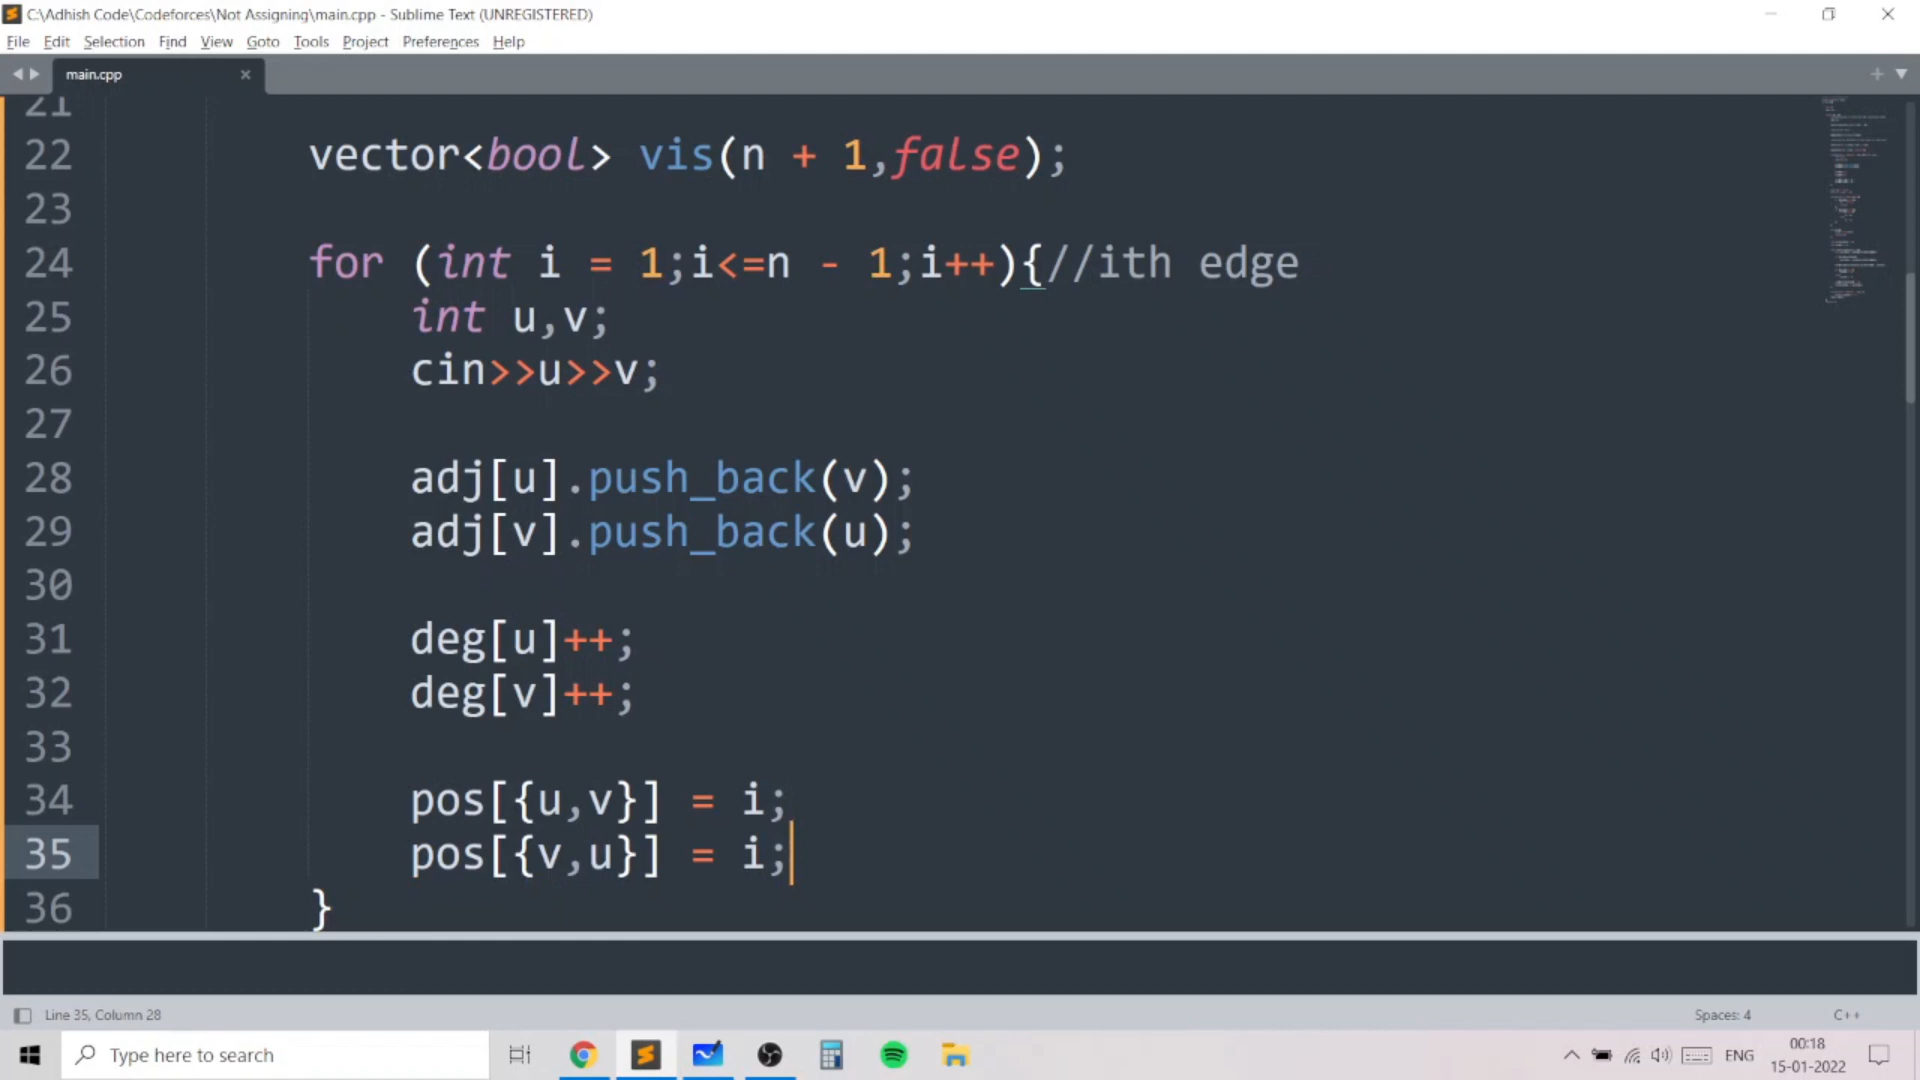 C:\Adhish Code\Codeforces\Not Assigning\main.cpp - Sublime Text (UNREGISTERED)
File Edit Selection Find View Goto Tools Project Preferences Help
main.cpp
21
22 vector<bool> vis(n + 1,false);
23
24 for (int i = 1;i<=n - 1;i++){//ith edge
25 int u,v;
26 cin>>u>>v;
27
28 adj[u].push_back(v);
29 adj[v].push_back(u);
30
31 deg[u]++;
32 deg[v]++;
33
34 pos[{u,v}] = i;
35 pos[{v,u}] = i;
36 }
Line 35, Column 28 Spaces: 4 C++
Type here to search ENG 00:18
15-01-2022